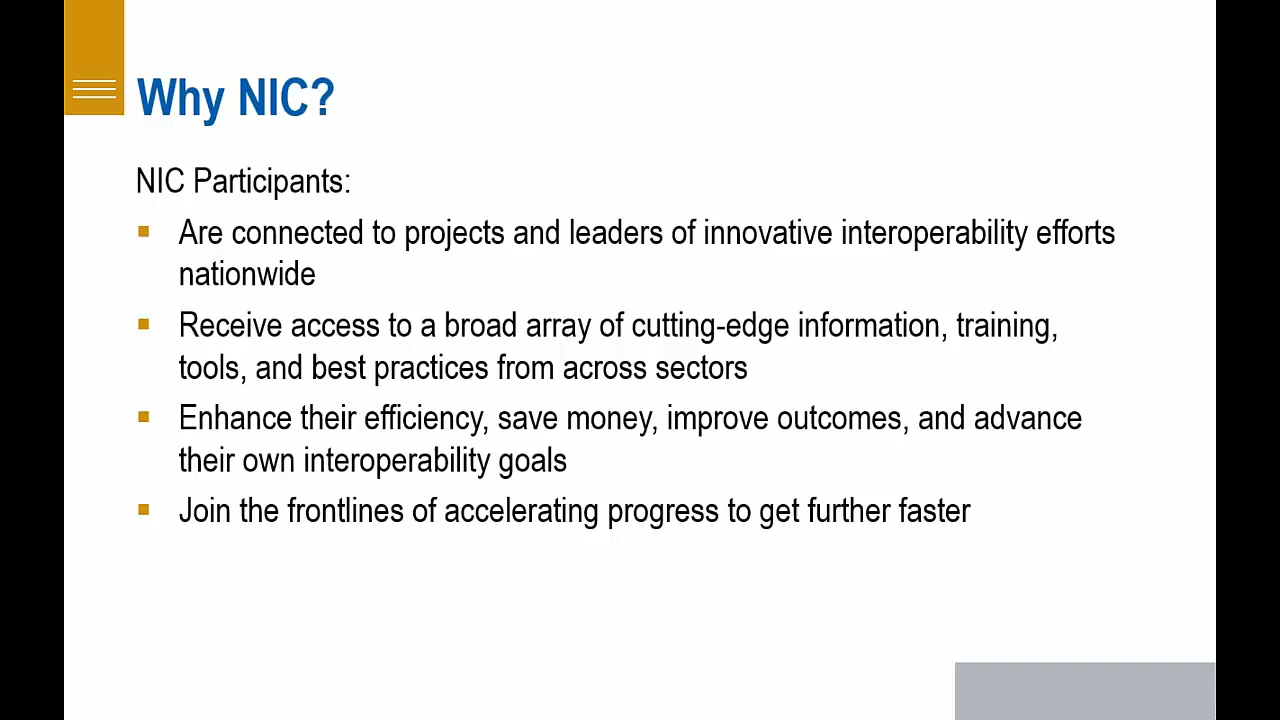 Why NIC?
NIC Participants:
Are connected to projects and leaders of innovative interoperability efforts
nationwide
Receive access to a broad array of cutting-edge information, training,
tools, and best practices from across sectors
Enhance their efficiency, save money, improve outcomes, and advance
their own interoperability goals
Join the frontlines of accelerating progress to get further faster